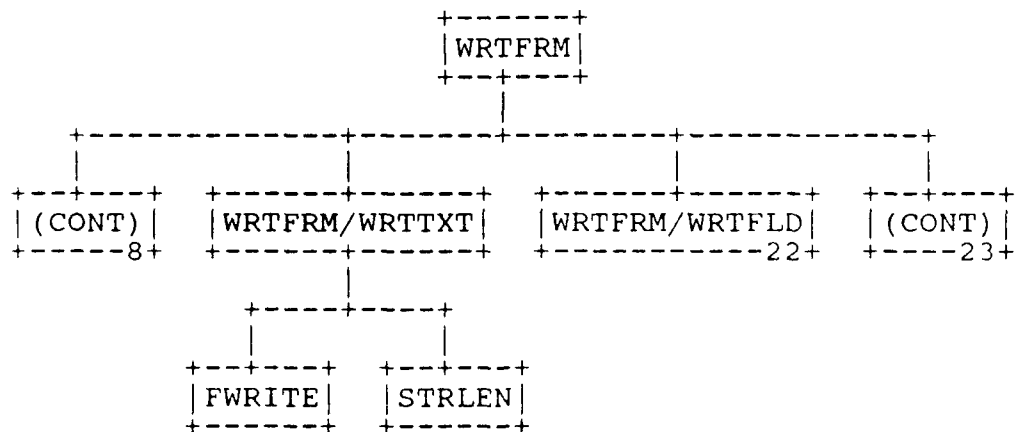 WRTFRM
(CONT) WRTFRM/WRTTXT WRTFRM/WRTFLD (CONT)
8 22 23
FWRITE STRLEN